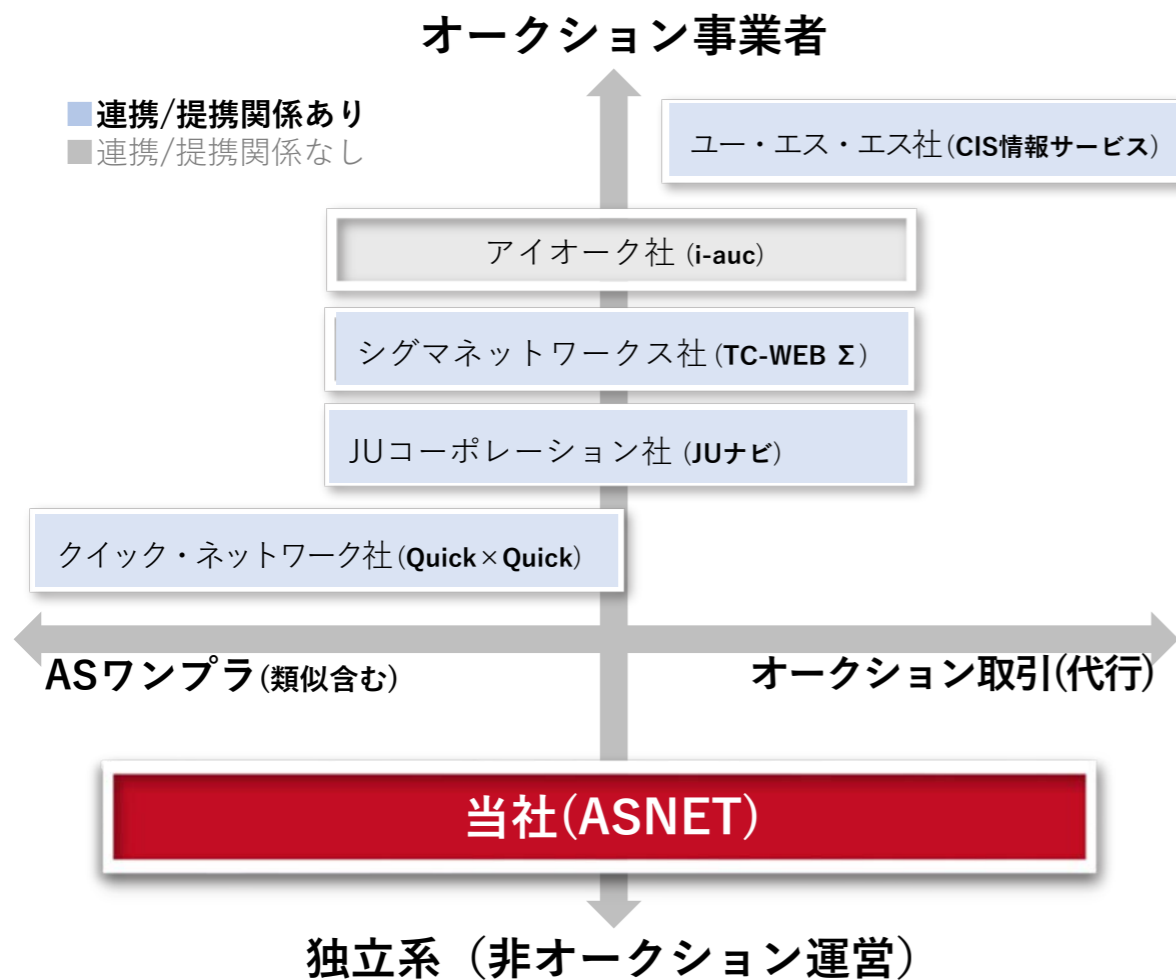 オークション事業者
連携/提携関係あり
連携/提携関係なし
ユー・エス・エス社(CIS情報サービス)
アイオーク社 (i-auc)
シグマネットワークス社(TC-WEB Σ)
JUコーポレーション社 (JUナビ)
クイック・ネットワーク社(Quick×Quick)
ASワンプラ(類似含む)
オークション取引(代行)
当社(ASNET)
独立系（非オークション運営）